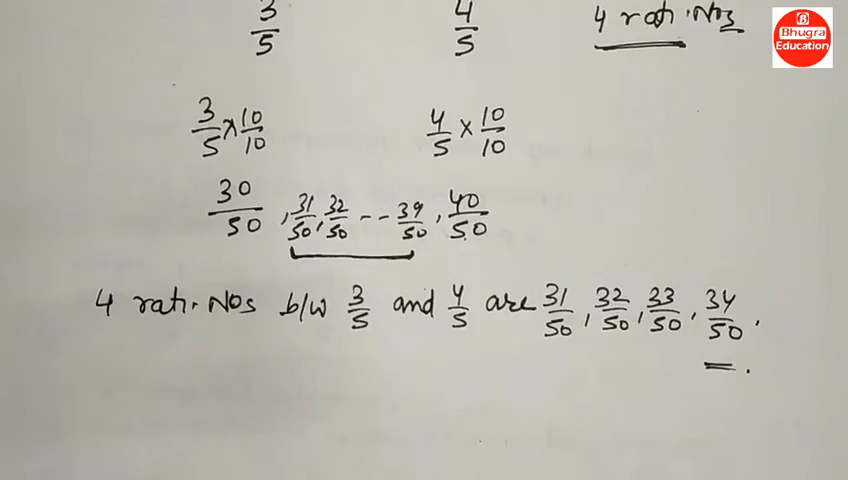 3/5 4/5 4 rati. Nos
B
Bhugra
Education
3/5 x 10/10 4/5 x 10/10
30/50 , 31/50 , 32/50 -- 39/50 , 40/50
4 rati. Nos b/w 3/5 and 4/5 are 31/50 , 32/50 , 33/50 , 34/50 .